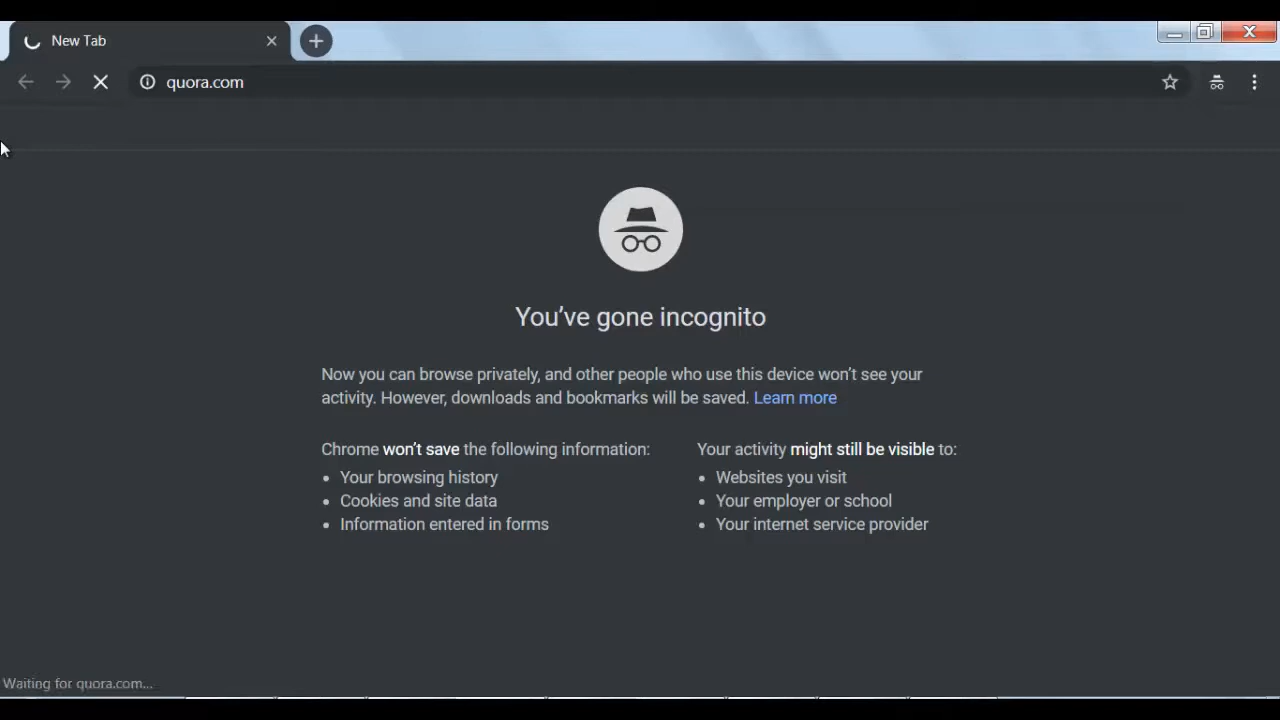 New Tab
quora.com
You’ve gone incognito
Now you can browse privately, and other people who use this device won’t see your
activity. However, downloads and bookmarks will be saved. Learn more
Chrome won’t save the following information:
• Your browsing history
• Cookies and site data
• Information entered in forms
Your activity might still be visible to:
• Websites you visit
• Your employer or school
• Your internet service provider
Waiting for quora.com...